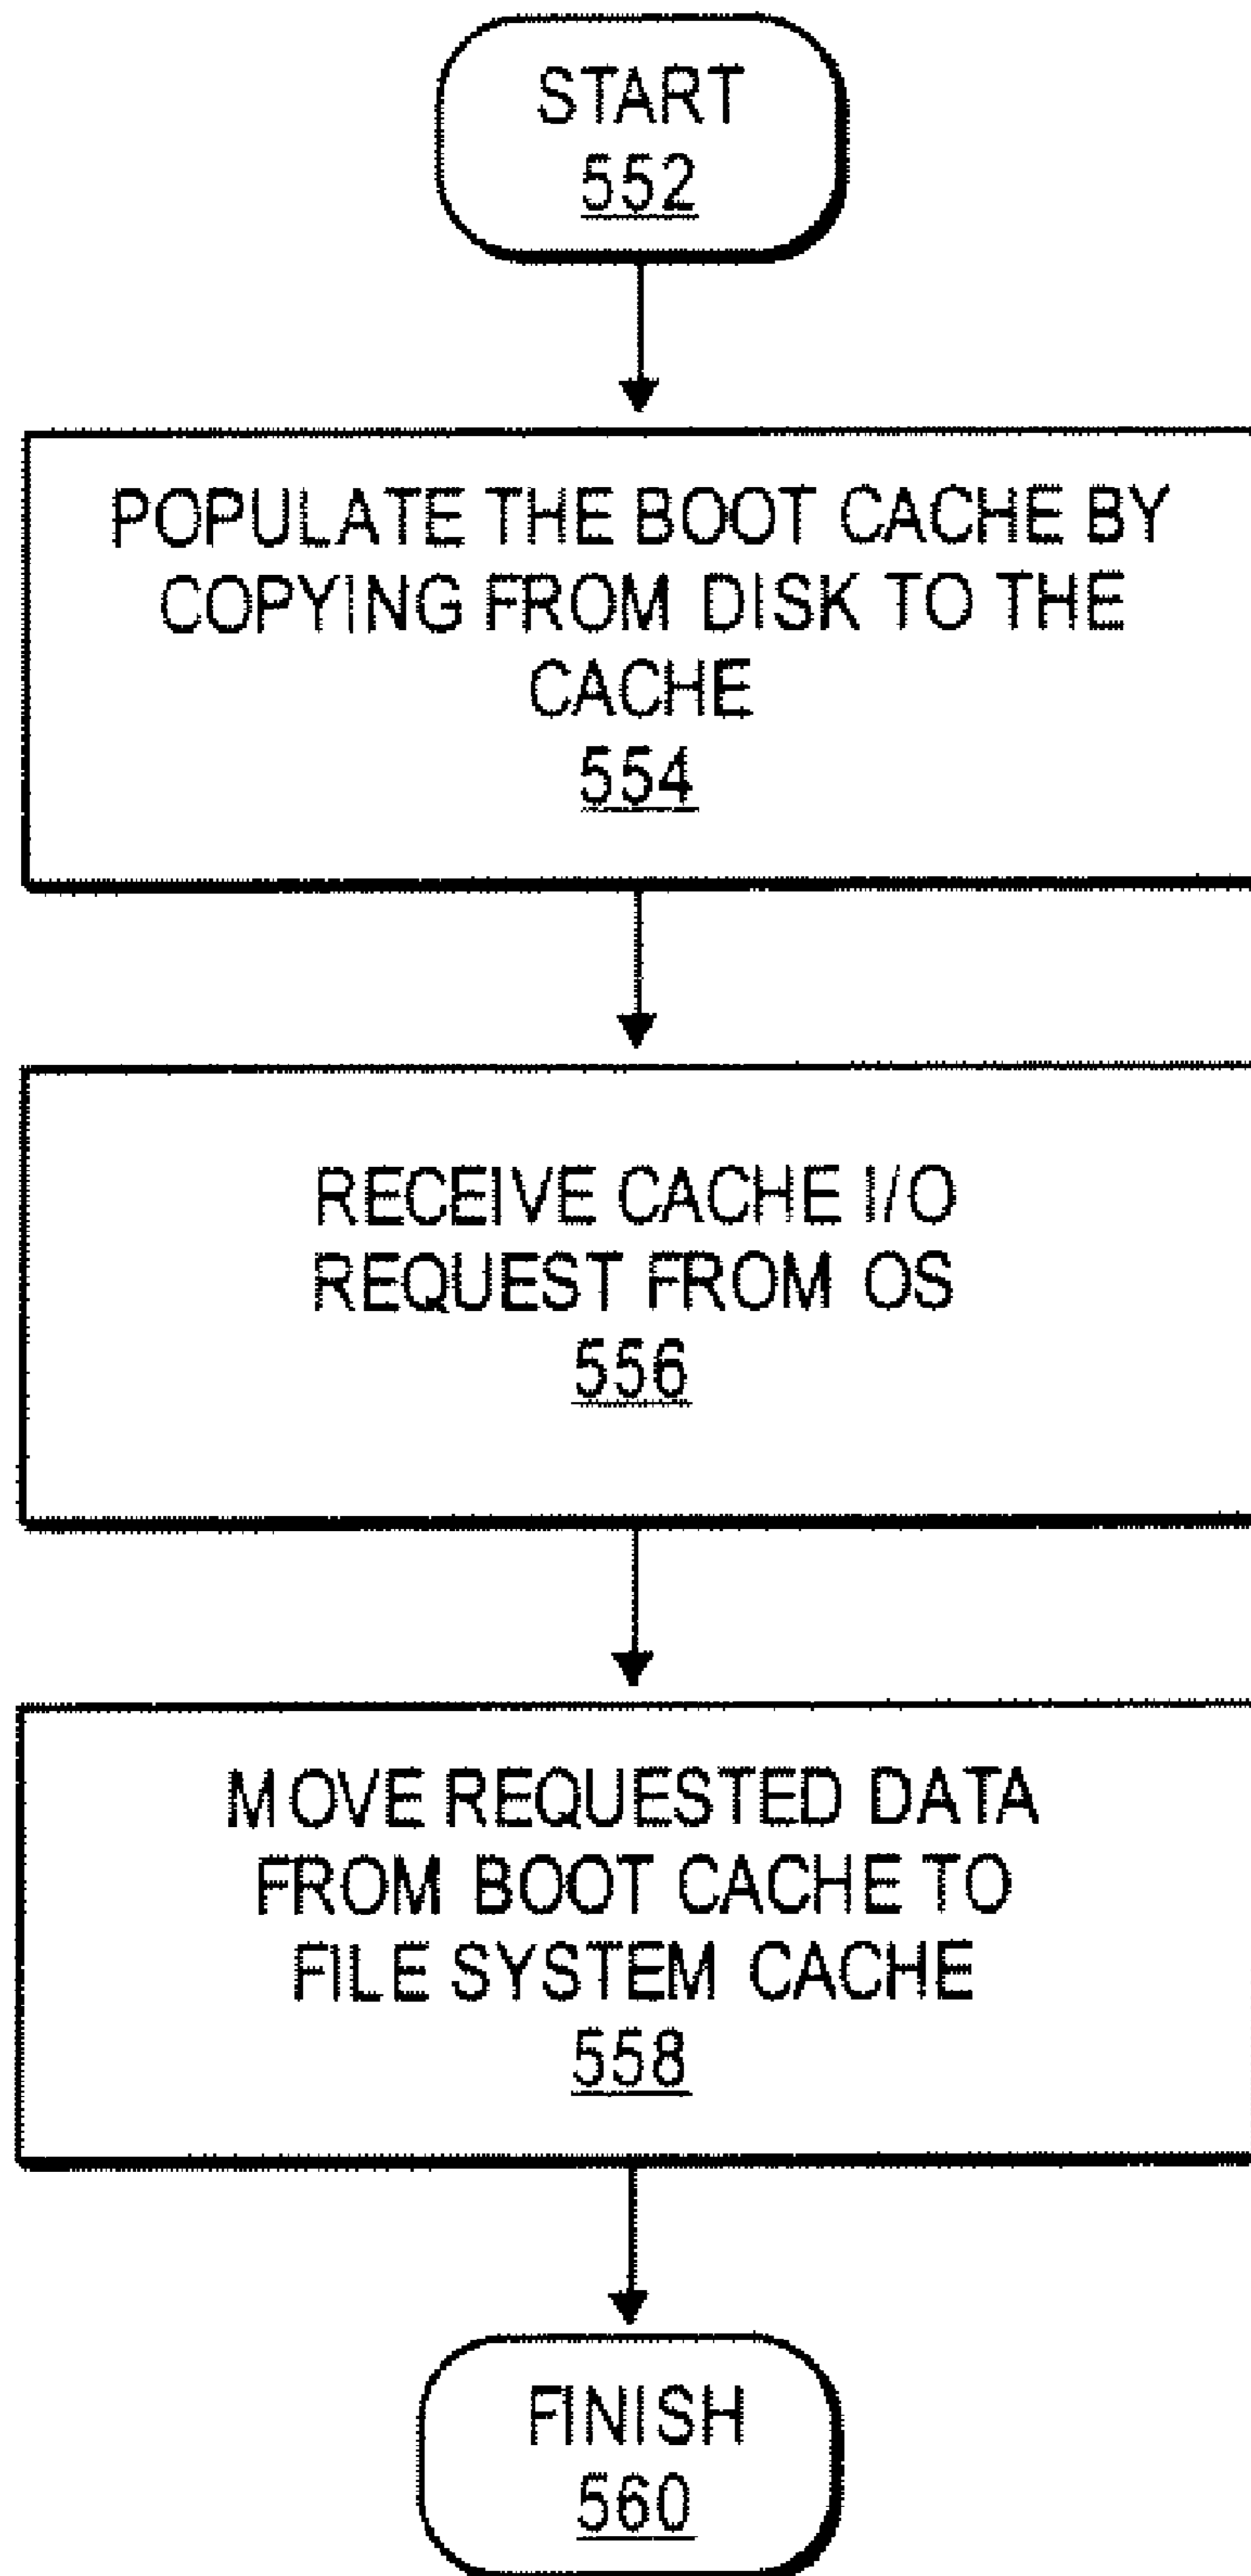 START
552
POPULATE THE BOOT CACHE BY
COPYING FROM DISK TO THE
CACHE
554
RECEIVE CACHE I/O
REQUEST FROM OS
556
MOVE REQUESTED DATA
FROM BOOT CACHE TO
FILE SYSTEM CACHE
558
FINISH
560